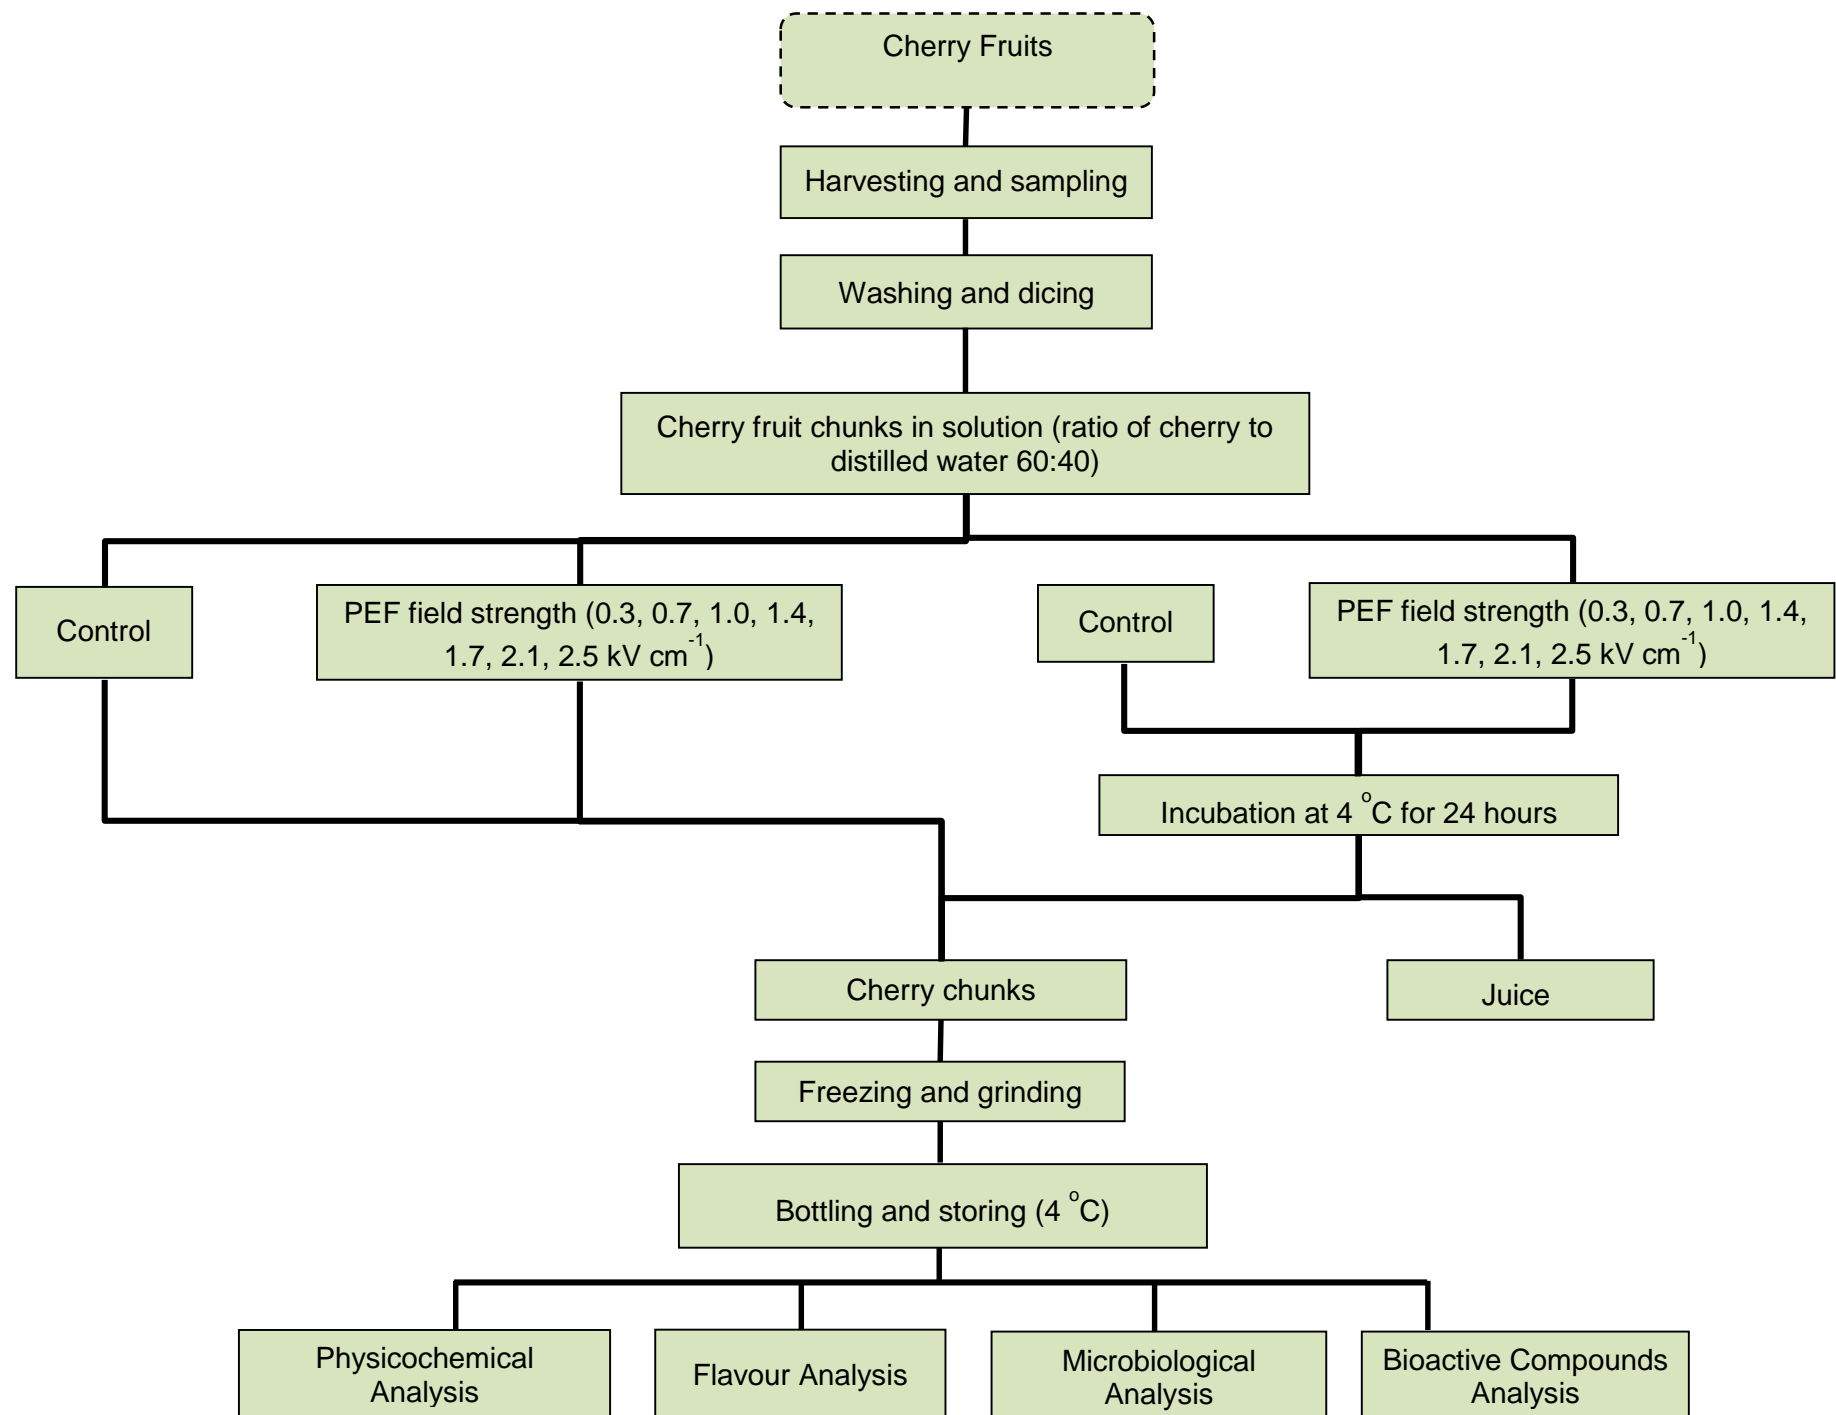 Cherry Fruits
Harvesting and sampling
Washing and dicing
Cherry fruit chunks in solution (ratio of cherry to
distilled water 60:40)
Control
PEF field strength (0.3, 0.7, 1.0, 1.4,
1.7, 2.1, 2.5 kV cm⁻¹)
Control
PEF field strength (0.3, 0.7, 1.0, 1.4,
1.7, 2.1, 2.5 kV cm⁻¹)
Incubation at 4 °C for 24 hours
Cherry chunks
Juice
Freezing and grinding
Bottling and storing (4 °C)
Physicochemical
Analysis
Flavour Analysis
Microbiological
Analysis
Bioactive Compounds
Analysis